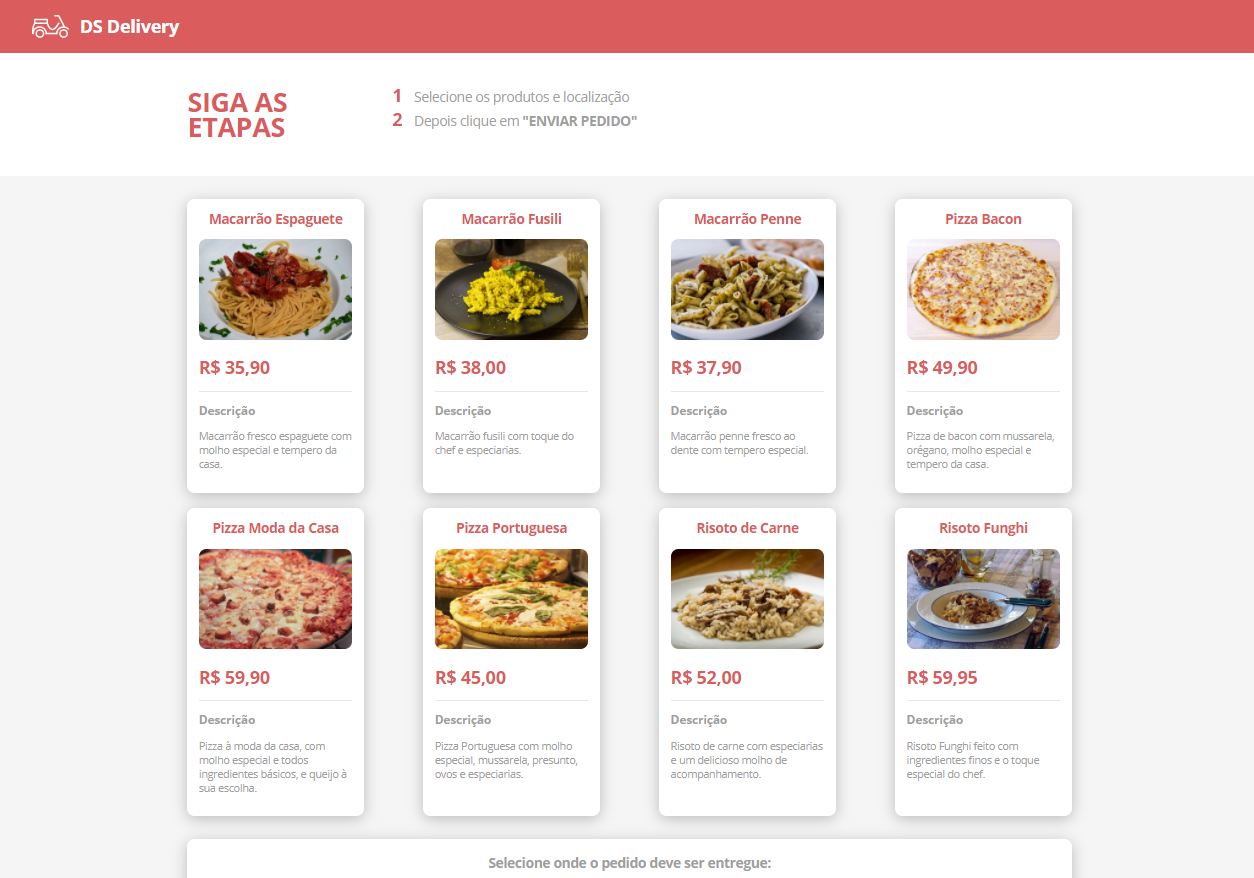 DS Delivery
SIGA AS
ETAPAS
1 Selecione os produtos e localização
2 Depois clique em "ENVIAR PEDIDO"
Macarrão Espaguete
R$ 35,90
Descrição
Macarrão fresco espaguete com
molho especial e tempero da
casa.
Macarrão Fusili
R$ 38,00
Descrição
Macarrão fusili com toque do
chef e especiarias.
Macarrão Penne
R$ 37,90
Descrição
Macarrão penne fresco ao
dente com tempero especial.
Pizza Bacon
R$ 49,90
Descrição
Pizza de bacon com mussarela,
orégano, molho especial e
tempero da casa.
Pizza Moda da Casa
R$ 59,90
Descrição
Pizza à moda da casa, com
molho especial e todos
ingredientes básicos, e queijo à
sua escolha.
Pizza Portuguesa
R$ 45,00
Descrição
Pizza Portuguesa com molho
especial, mussarela, presunto,
ovos e especiarias.
Risoto de Carne
R$ 52,00
Descrição
Risoto de carne com especiarias
e um delicioso molho de
acompanhamento.
Risoto Funghi
R$ 59,95
Descrição
Risoto Funghi feito com
ingredientes finos e o toque
especial do chef.
Selecione onde o pedido deve ser entregue: